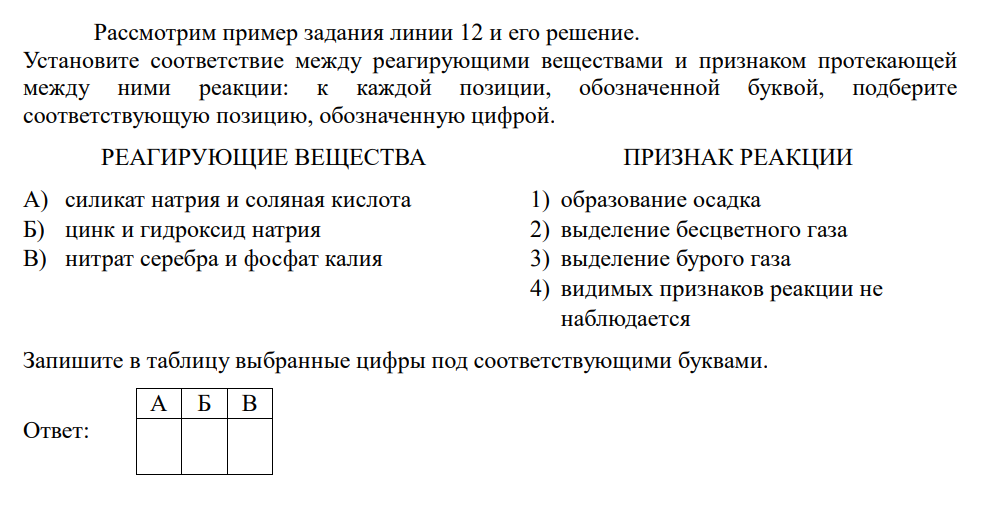 Рассмотрим пример задания линии 12 и его решение.
Установите соответствие между реагирующими веществами и признаком протекающей
между ними реакции: к каждой позиции, обозначенной буквой, подберите
соответствующую позицию, обозначенную цифрой.
РЕАГИРУЮЩИЕ ВЕЩЕСТВА
А) силикат натрия и соляная кислота
Б) цинк и гидроксид натрия
В) нитрат серебра и фосфат калия
ПРИЗНАК РЕАКЦИИ
1) образование осадка
2) выделение бесцветного газа
3) выделение бурого газа
4) видимых признаков реакции не
наблюдается
Запишите в таблицу выбранные цифры под соответствующими буквами.
Ответ:
А Б В